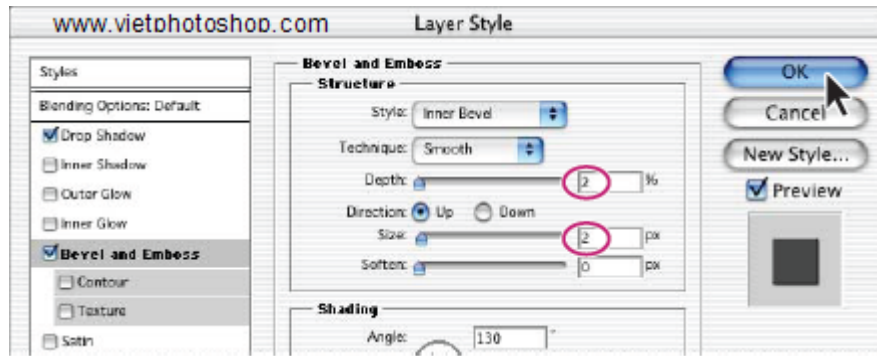 www.vietphotoshop.com
Layer Style
Styles
Blending Options: Default
Drop Shadow
Inner Shadow
Outer Glow
Inner Glow
Bevel and Emboss
Contour
Texture
Satin
Bevel and Emboss
Structure
Style: Inner Bevel
Technique: Smooth
Depth: 2 %
Direction: Up Down
Size: 2 px
Soften: 0 px
Shading
Angle: 130 °
OK
Cancel
New Style...
Preview